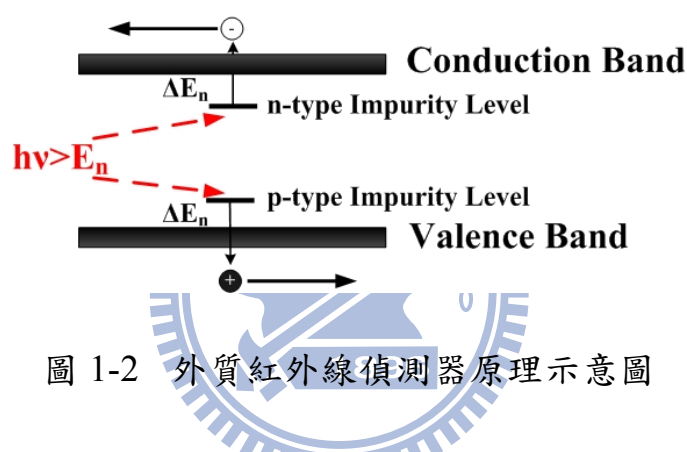 -
Conduction Band
ΔEn
n-type Impurity Level
hν>En
p-type Impurity Level
ΔEn
Valence Band
+
圖 1-2 外質紅外線偵測器原理示意圖